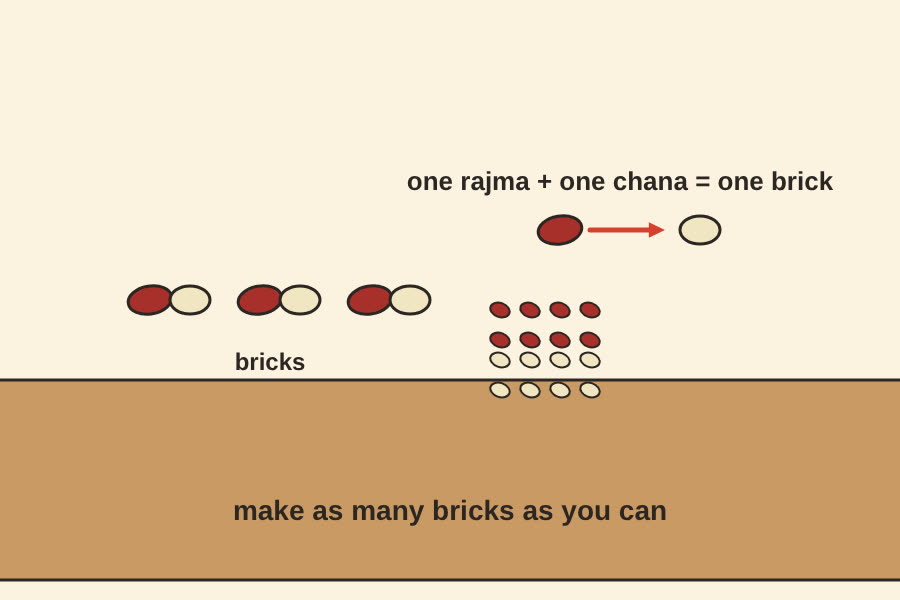 one rajma + one chana = one brick
bricks
make as many bricks as you can